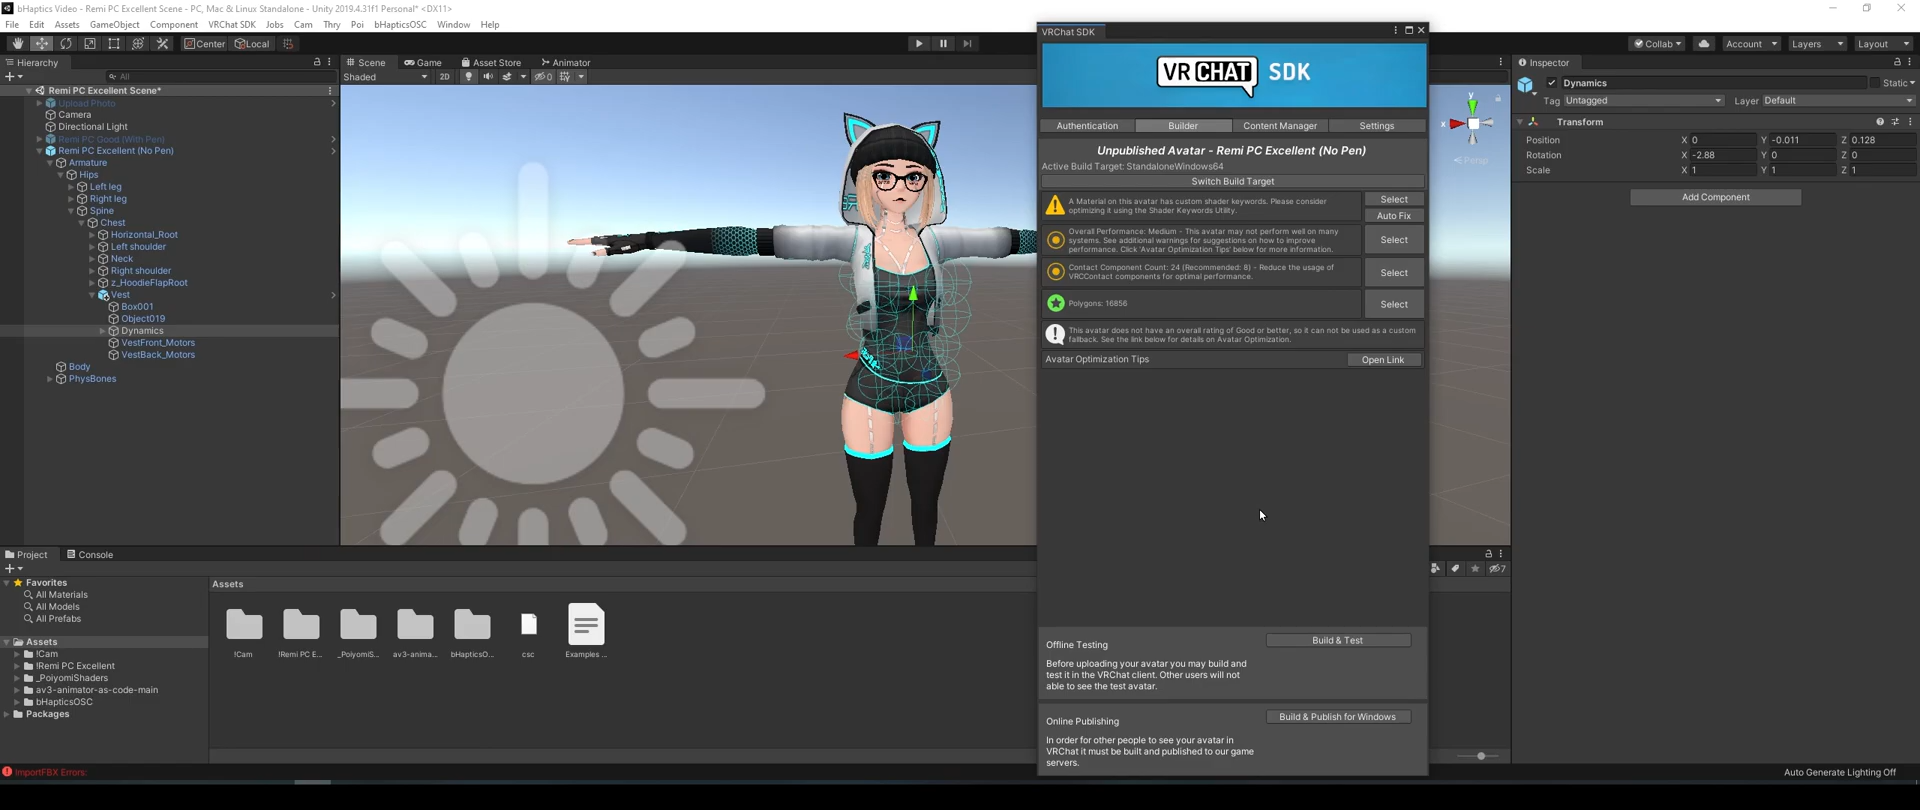 bHaptics Video - Remi PC Excellent Scene - PC, Mac & Linux Standalone - Unity 2019.4.31f1 Personal* <DX11>
File Edit Assets GameObject Component VRChat SDK Jobs Cam Thry Poi bHapticsOSC Window Help
Center Local
Collab Account Layers Layout
Hierarchy
All
Remi PC Excellent Scene*
Upload Photo
Camera
Directional Light
Remi PC Good (With Pen)
Remi PC Excellent (No Pen)
Armature
Hips
Left leg
Right leg
Spine
Chest
Horizontal_Root
Left shoulder
Neck
Right shoulder
z_HoodieFlapRoot
Vest
Box001
Object019
Dynamics
VestFront_Motors
VestBack_Motors
Body
PhysBones
Scene Game Asset Store Animator
Shaded 2D 0
y
x
Persp
VRChat SDK
VRCHAT SDK
Authentication Builder Content Manager Settings
Unpublished Avatar - Remi PC Excellent (No Pen)
Active Build Target: StandaloneWindows64
Switch Build Target
A Material on this avatar has custom shader keywords. Please consider
optimizing it using the Shader Keywords Utility.
Select
Auto Fix
Overall Performance: Medium - This avatar may not perform well on many
systems. See additional warnings for suggestions on how to improve
performance. Click 'Avatar Optimization Tips' below for more information.
Select
Contact Component Count: 24 (Recommended: 8) - Reduce the usage of
VRCContact components for optimal performance.
Select
Polygons: 16856
Select
This avatar does not have an overall rating of Good or better, so it can not be used as a custom
fallback. See the link below for details on Avatar Optimization.
Avatar Optimization Tips Open Link
Offline Testing Build & Test
Before uploading your avatar you may build and
test it in the VRChat client. Other users will not
able to see the test avatar.
Online Publishing Build & Publish for Windows
In order for other people to see your avatar in
VRChat it must be built and published to our game
servers.
Inspector
Dynamics Static
Tag Untagged Layer Default
Transform
Position X 0 Y -0.011 Z 0.128
Rotation X -2.88 Y 0 Z 0
Scale X 1 Y 1 Z 1
Add Component
Project Console
7
Favorites
All Materials
All Models
All Prefabs
Assets
!Cam
!Remi PC Excellent
_PoiyomiShaders
av3-animator-as-code-main
bHapticsOSC
Packages
Assets
!Cam !Remi PC E... _PoiyomiS... av3-anima... bHapticsO... csc Examples ...
ImportFBX Errors:
Auto Generate Lighting Off